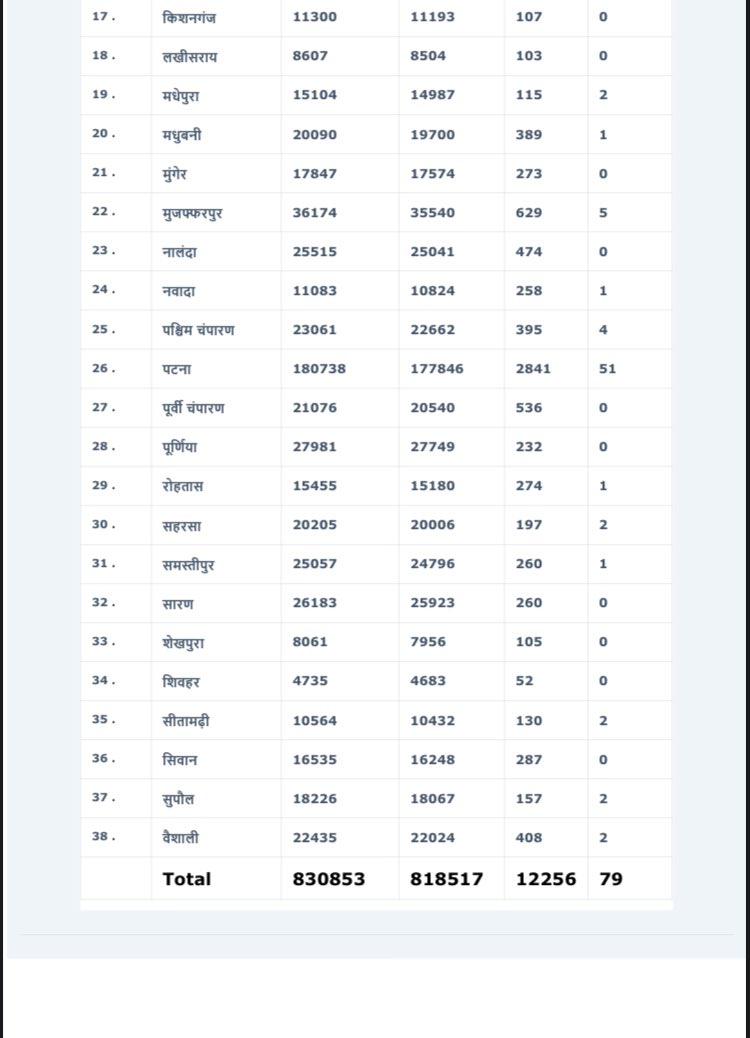 17. किशनगंज 11300 11193 107 0
18. लखीसराय 8607 8504 103 0
19. मधेपुरा 15104 14987 115 2
20. मधुबनी 20090 19700 389 1
21. मुंगेर 17847 17574 273 0
22. मुजफ्फरपुर 36174 35540 629 5
23. नालंदा 25515 25041 474 0
24. नवादा 11083 10824 258 1
25. पश्चिम चंपारण 23061 22662 395 4
26. पटना 180738 177846 2841 51
27. पूर्वी चंपारण 21076 20540 536 0
28. पूर्णिया 27981 27749 232 0
29. रोहतास 15455 15180 274 1
30. सहरसा 20205 20006 197 2
31. समस्तीपुर 25057 24796 260 1
32. सारण 26183 25923 260 0
33. शेखपुरा 8061 7956 105 0
34. शिवहर 4735 4683 52 0
35. सीतामढ़ी 10564 10432 130 2
36. सिवान 16535 16248 287 0
37. सुपौल 18226 18067 157 2
38. वैशाली 22435 22024 408 2
Total 830853 818517 12256 79